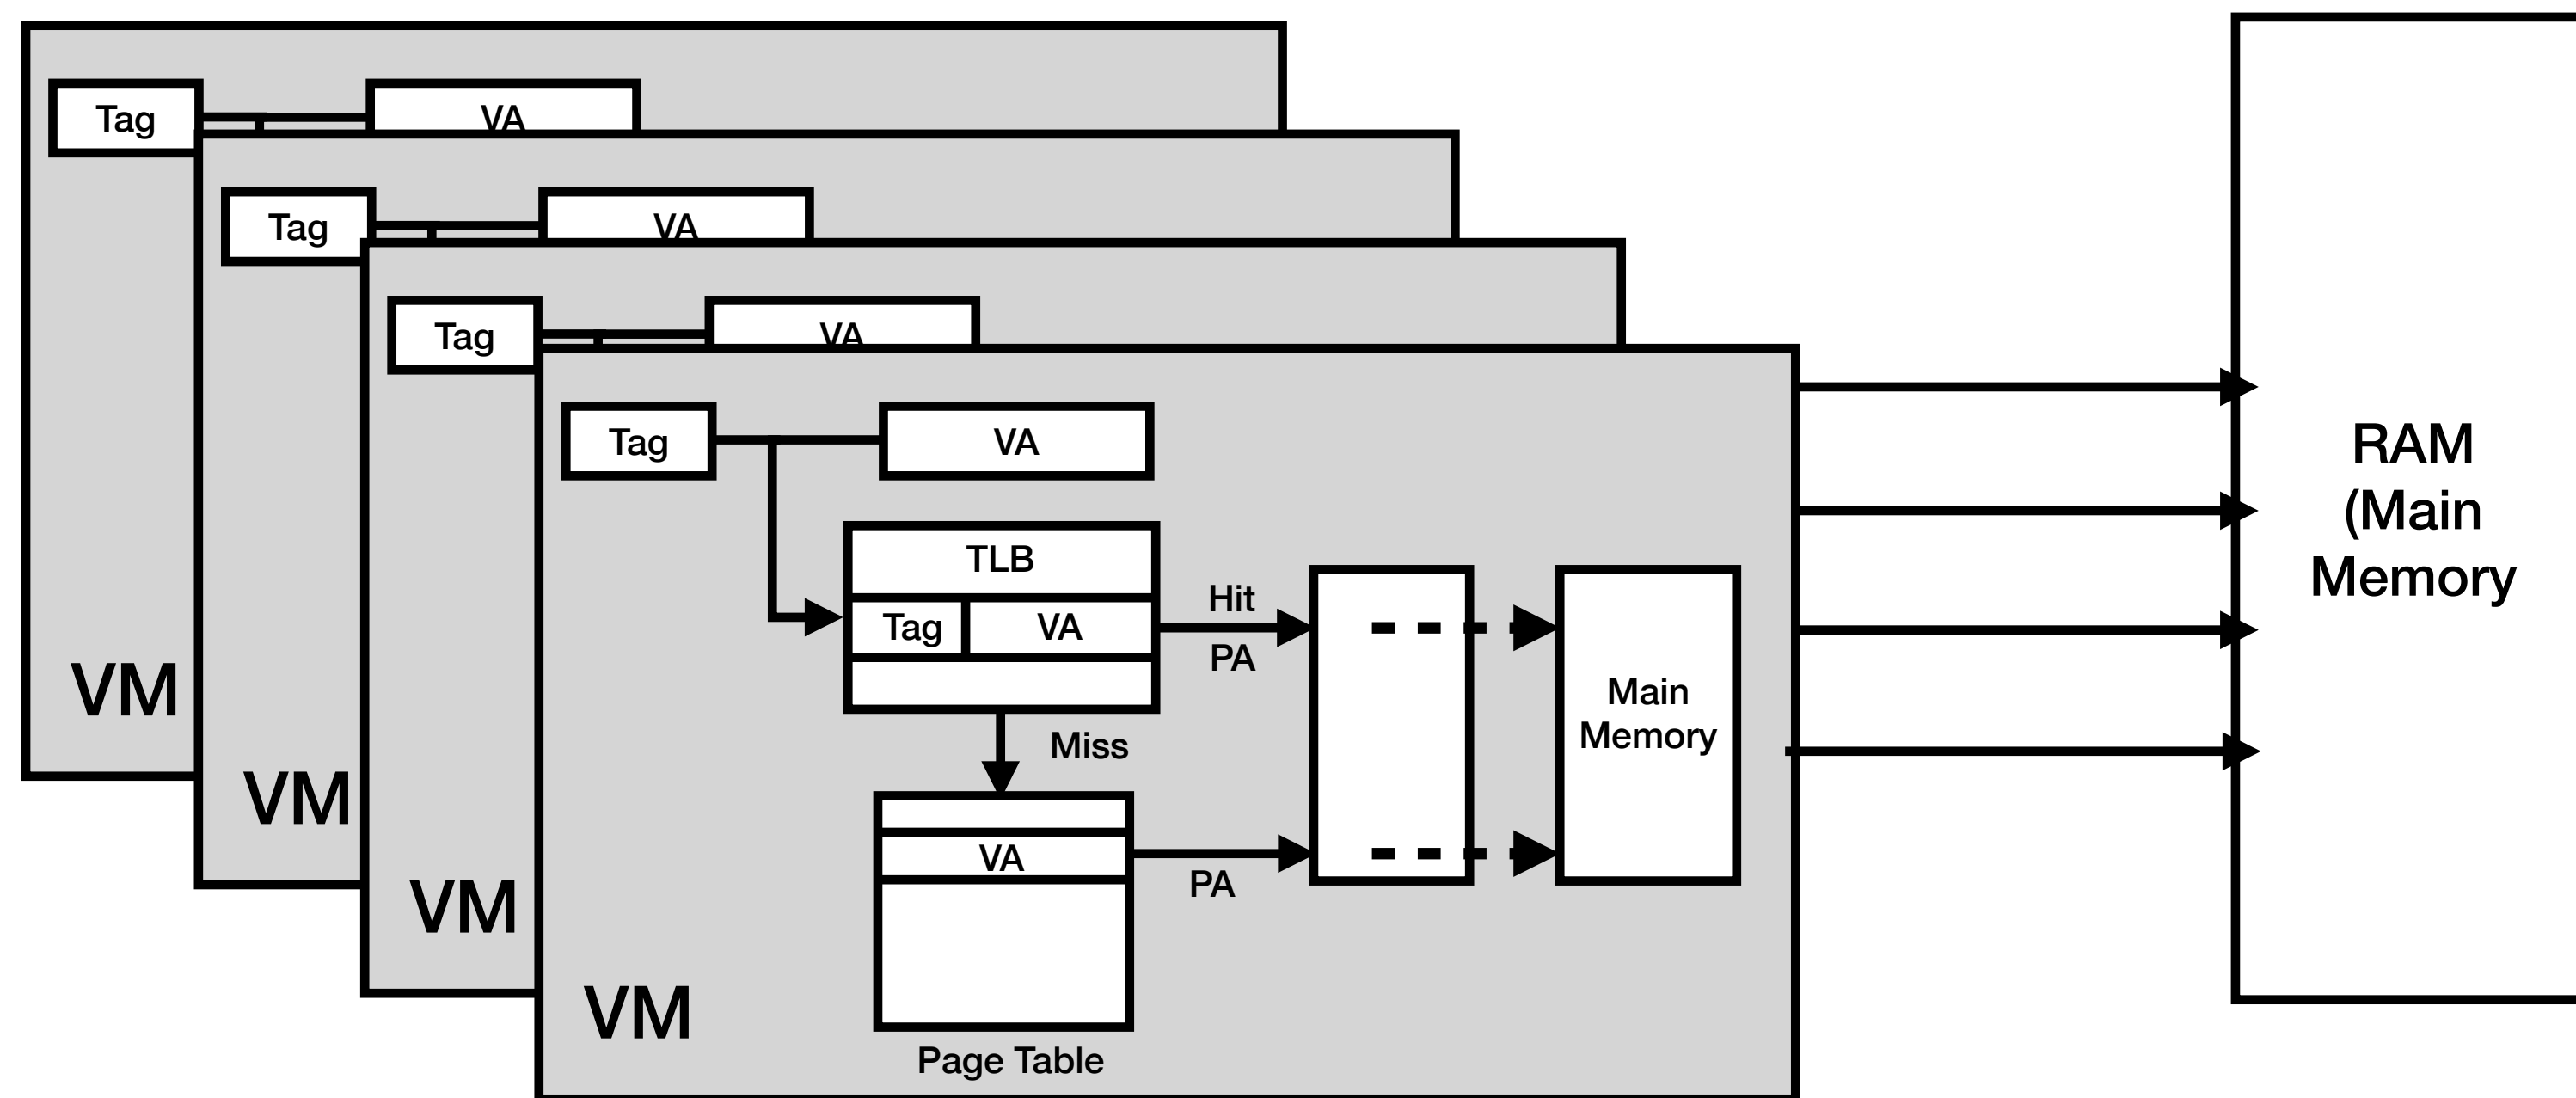 Tag
VA
Tag
VA
Tag
VA
Tag
VA
TLB
Tag
VA
Hit
PA
Miss
VA
PA
Page Table
Main
Memory
VM
VM
VM
VM
RAM
(Main
Memory